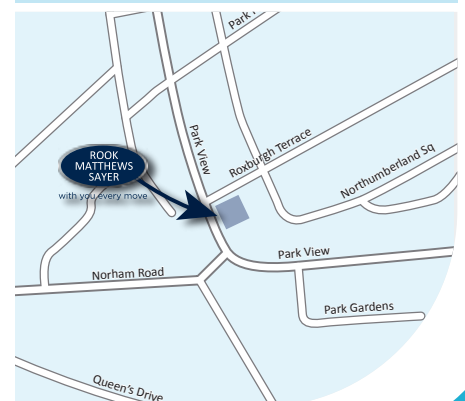 Park
ROOK
MATTHEWS
SAYER
with you every move
Park View
Roxburgh Terrace
Northumberland Sq
Park View
Norham Road
Park Gardens
Queen's Drive